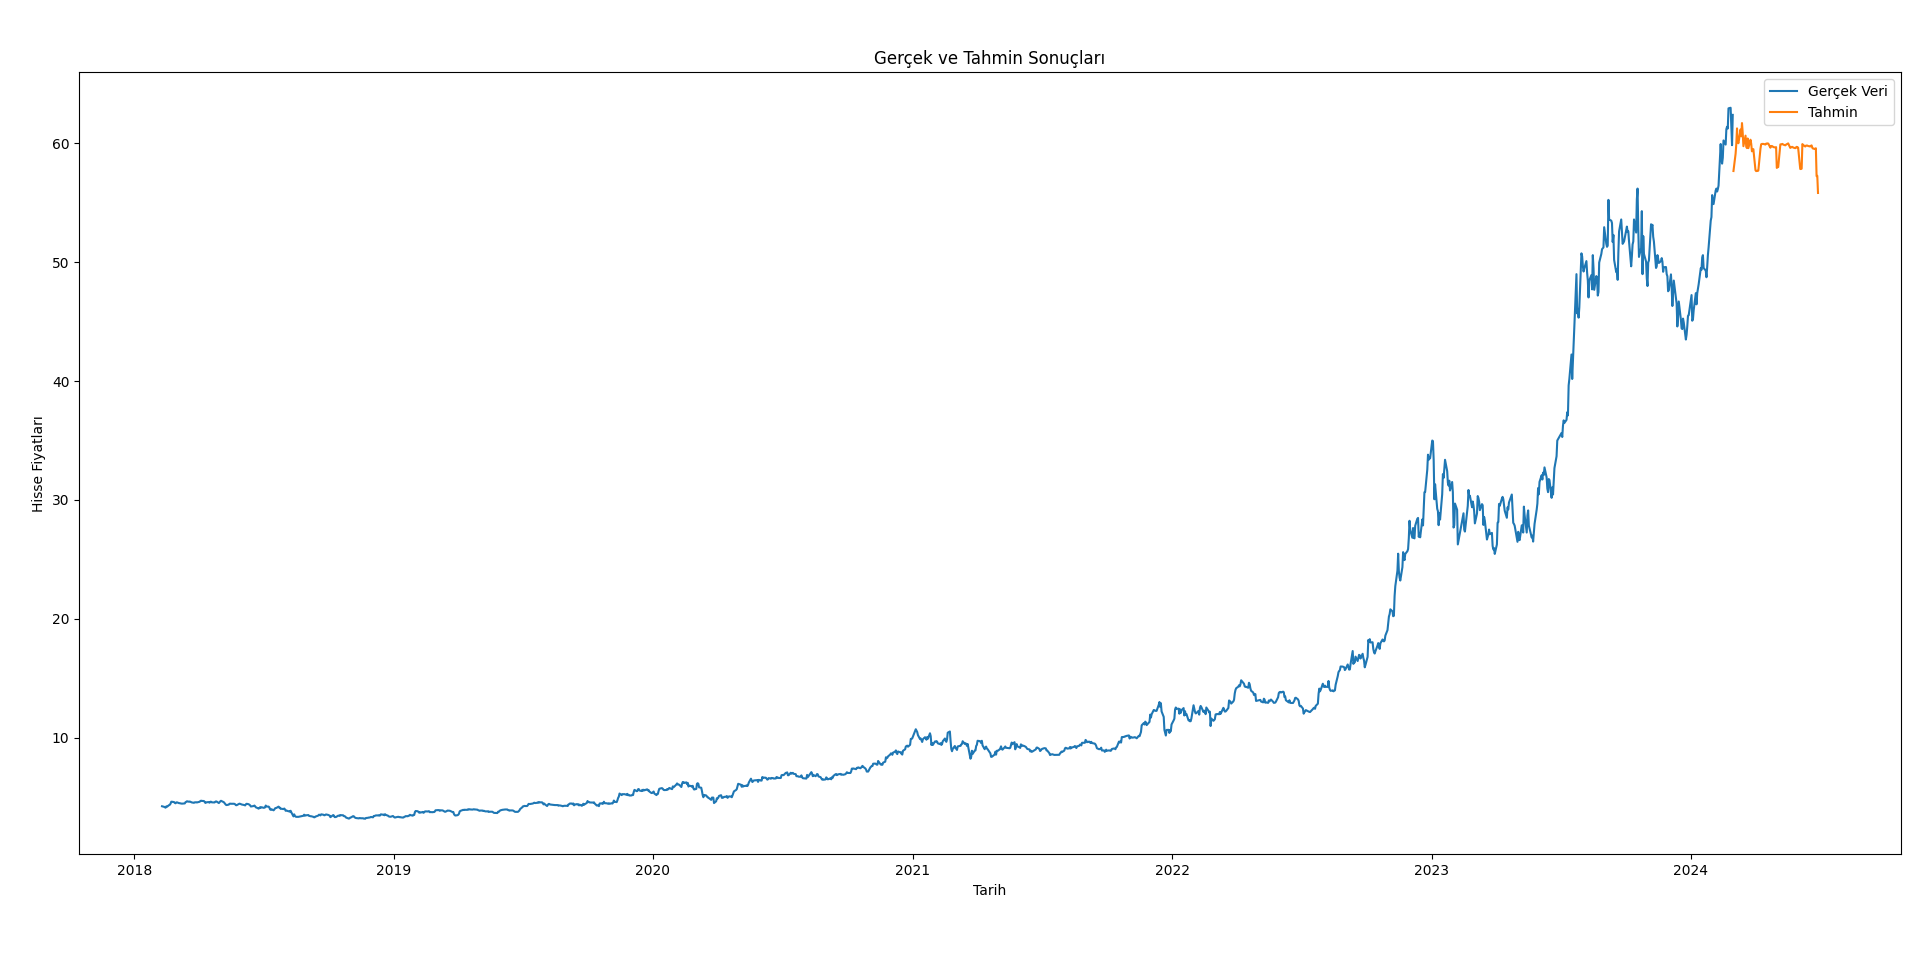 Gerçek ve Tahmin Sonuçları
Gerçek Veri
Tahmin
Hisse Fiyatları
60
50
40
30
20
10
2018 2019 2020 2021 2022 2023 2024
Tarih